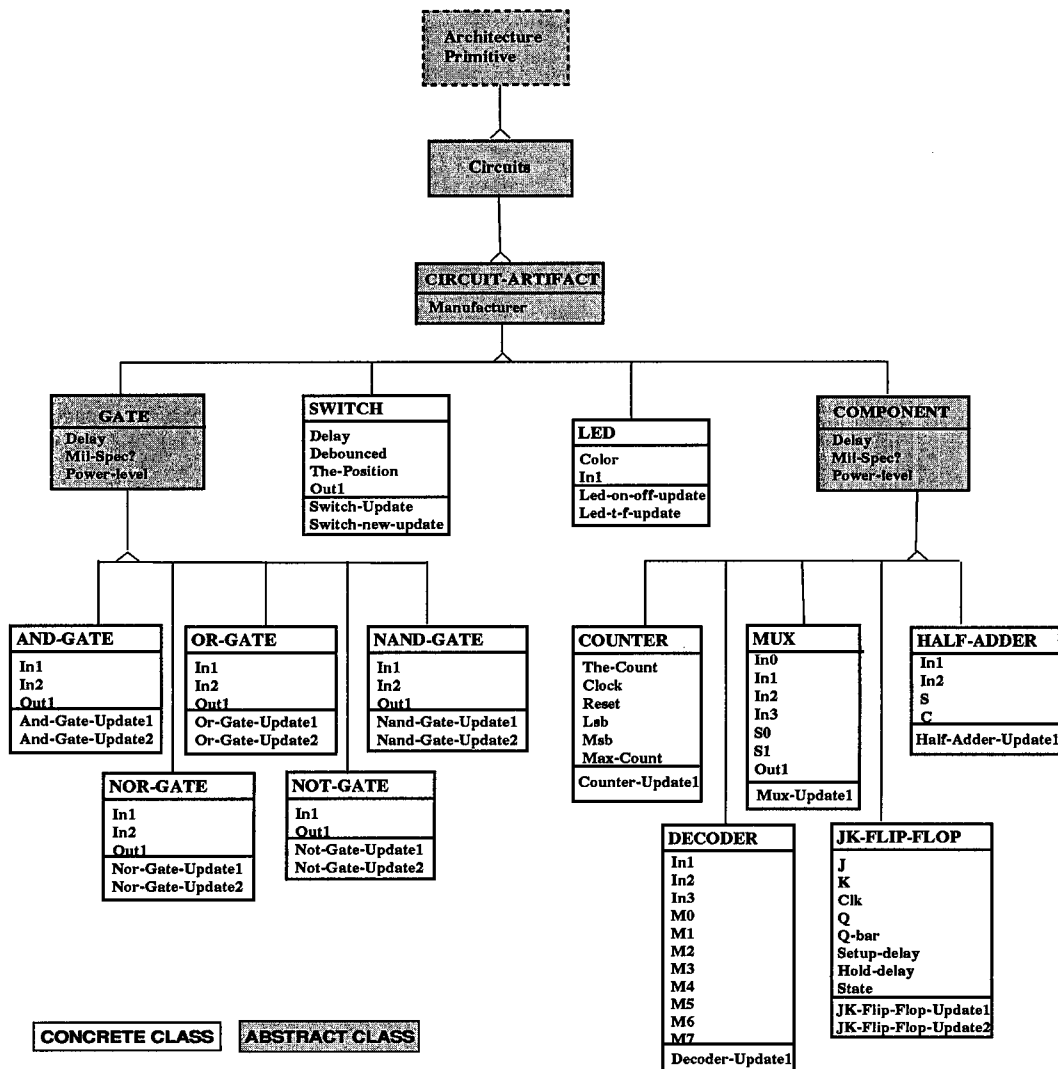 Architecture
Primitive
Circuits
CIRCUIT-ARTIFACT
Manufacturer
GATE
Delay
Mil-Spec?
Power-level
SWITCH
Delay
Debounced
The-Position
Out1
Switch-Update
Switch-new-update
LED
Color
In1
Led-on-off-update
Led-t-f-update
COMPONENT
Delay
Mil-Spec?
Power-level
AND-GATE
In1
In2
Out1
And-Gate-Update1
And-Gate-Update2
OR-GATE
In1
In2
Out1
Or-Gate-Update1
Or-Gate-Update2
NAND-GATE
In1
In2
Out1
Nand-Gate-Update1
Nand-Gate-Update2
COUNTER
The-Count
Clock
Reset
Lsb
Msb
Max-Count
Counter-Update1
MUX
In0
In1
In2
In3
S0
S1
Out1
Mux-Update1
HALF-ADDER
In1
In2
S
C
Half-Adder-Update1
NOR-GATE
In1
In2
Out1
Nor-Gate-Update1
Nor-Gate-Update2
NOT-GATE
In1
Out1
Not-Gate-Update1
Not-Gate-Update2
DECODER
In1
In2
In3
M0
M1
M2
M3
M4
M5
M6
M7
Decoder-Update1
JK-FLIP-FLOP
J
K
Clk
Q
Q-bar
Setup-delay
Hold-delay
State
JK-Flip-Flop-Update1
JK-Flip-Flop-Update2
CONCRETE CLASS
ABSTRACT CLASS